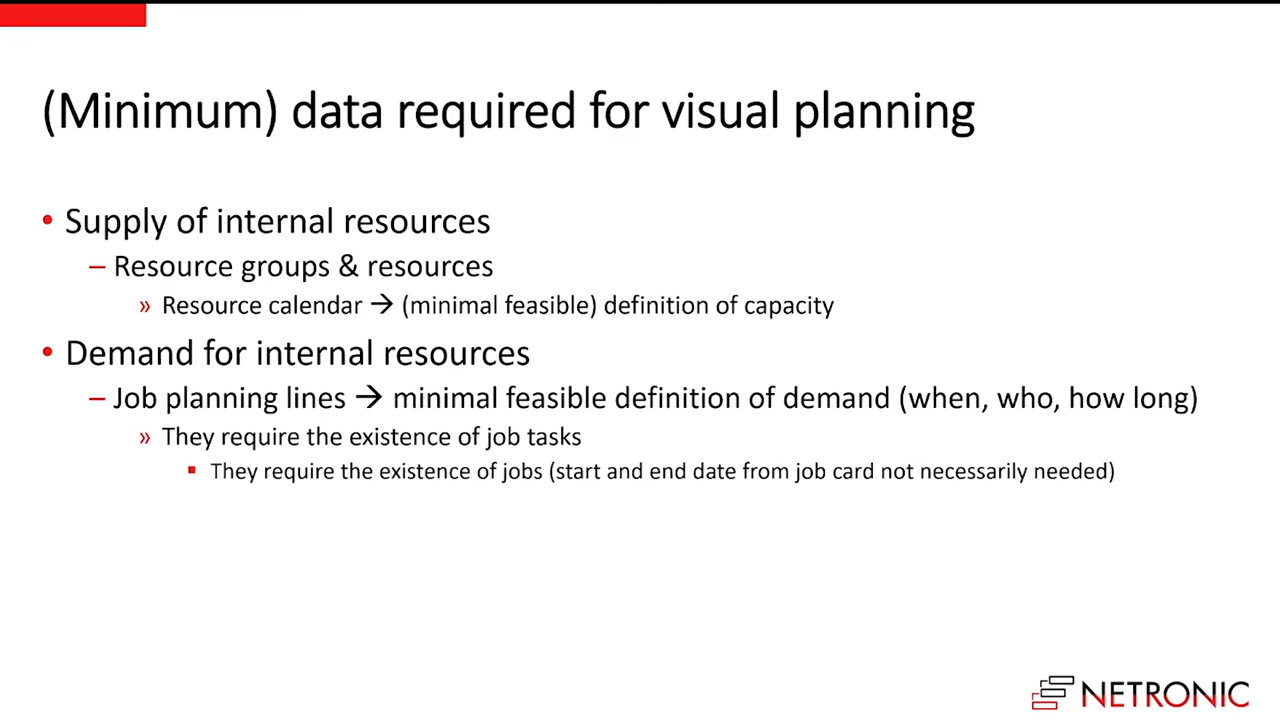 (Minimum) data required for visual planning
• Supply of internal resources
– Resource groups & resources
» Resource calendar → (minimal feasible) definition of capacity
• Demand for internal resources
– Job planning lines → minimal feasible definition of demand (when, who, how long)
» They require the existence of job tasks
▪ They require the existence of jobs (start and end date from job card not necessarily needed)
NETRONIC